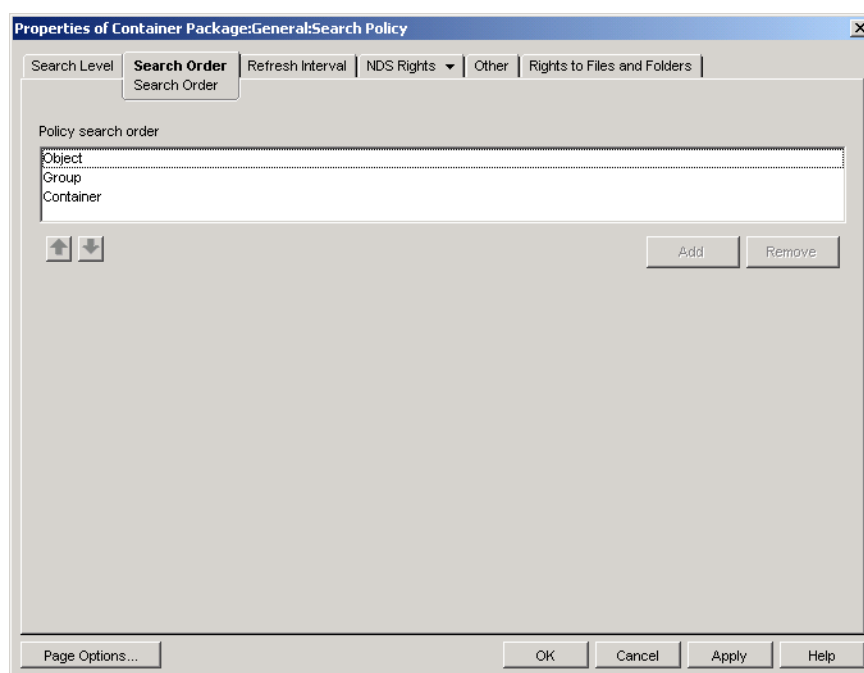 Properties of Container Package:General:Search Policy
Search Level Search Order Refresh Interval NDS Rights Other Rights to Files and Folders
Search Order
Policy search order
Object
Group
Container
Add Remove
Page Options... OK Cancel Apply Help